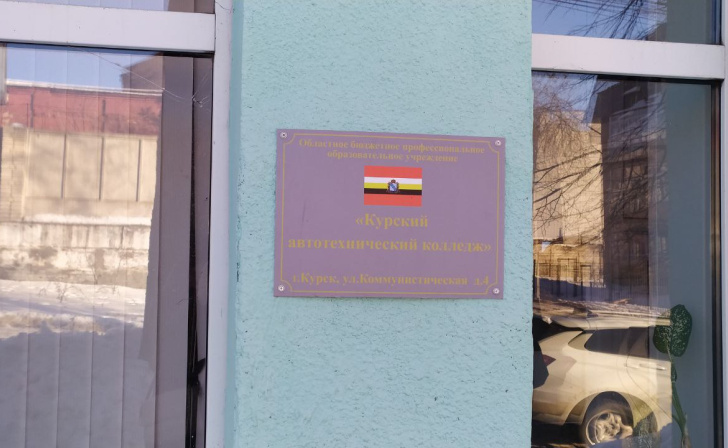 Областное бюджетное профессиональное
образовательное учреждение
«Курский
автотехнический колледж»
г.Курск, ул.Коммунистическая д.4